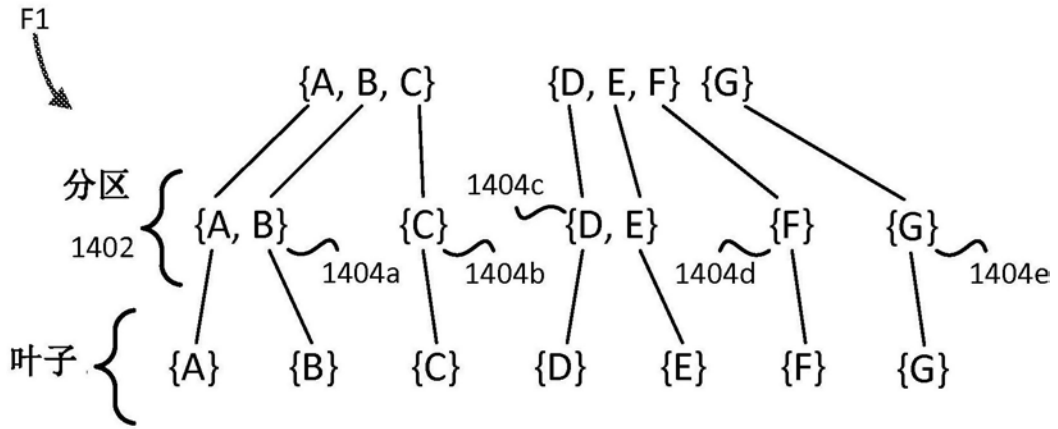 F1
{A, B, C} {D, E, F} {G}
分区
1402
1404c
{A, B} {C} {D, E} {F} {G}
1404a 1404b 1404d 1404e
叶子
{A} {B} {C} {D} {E} {F} {G}